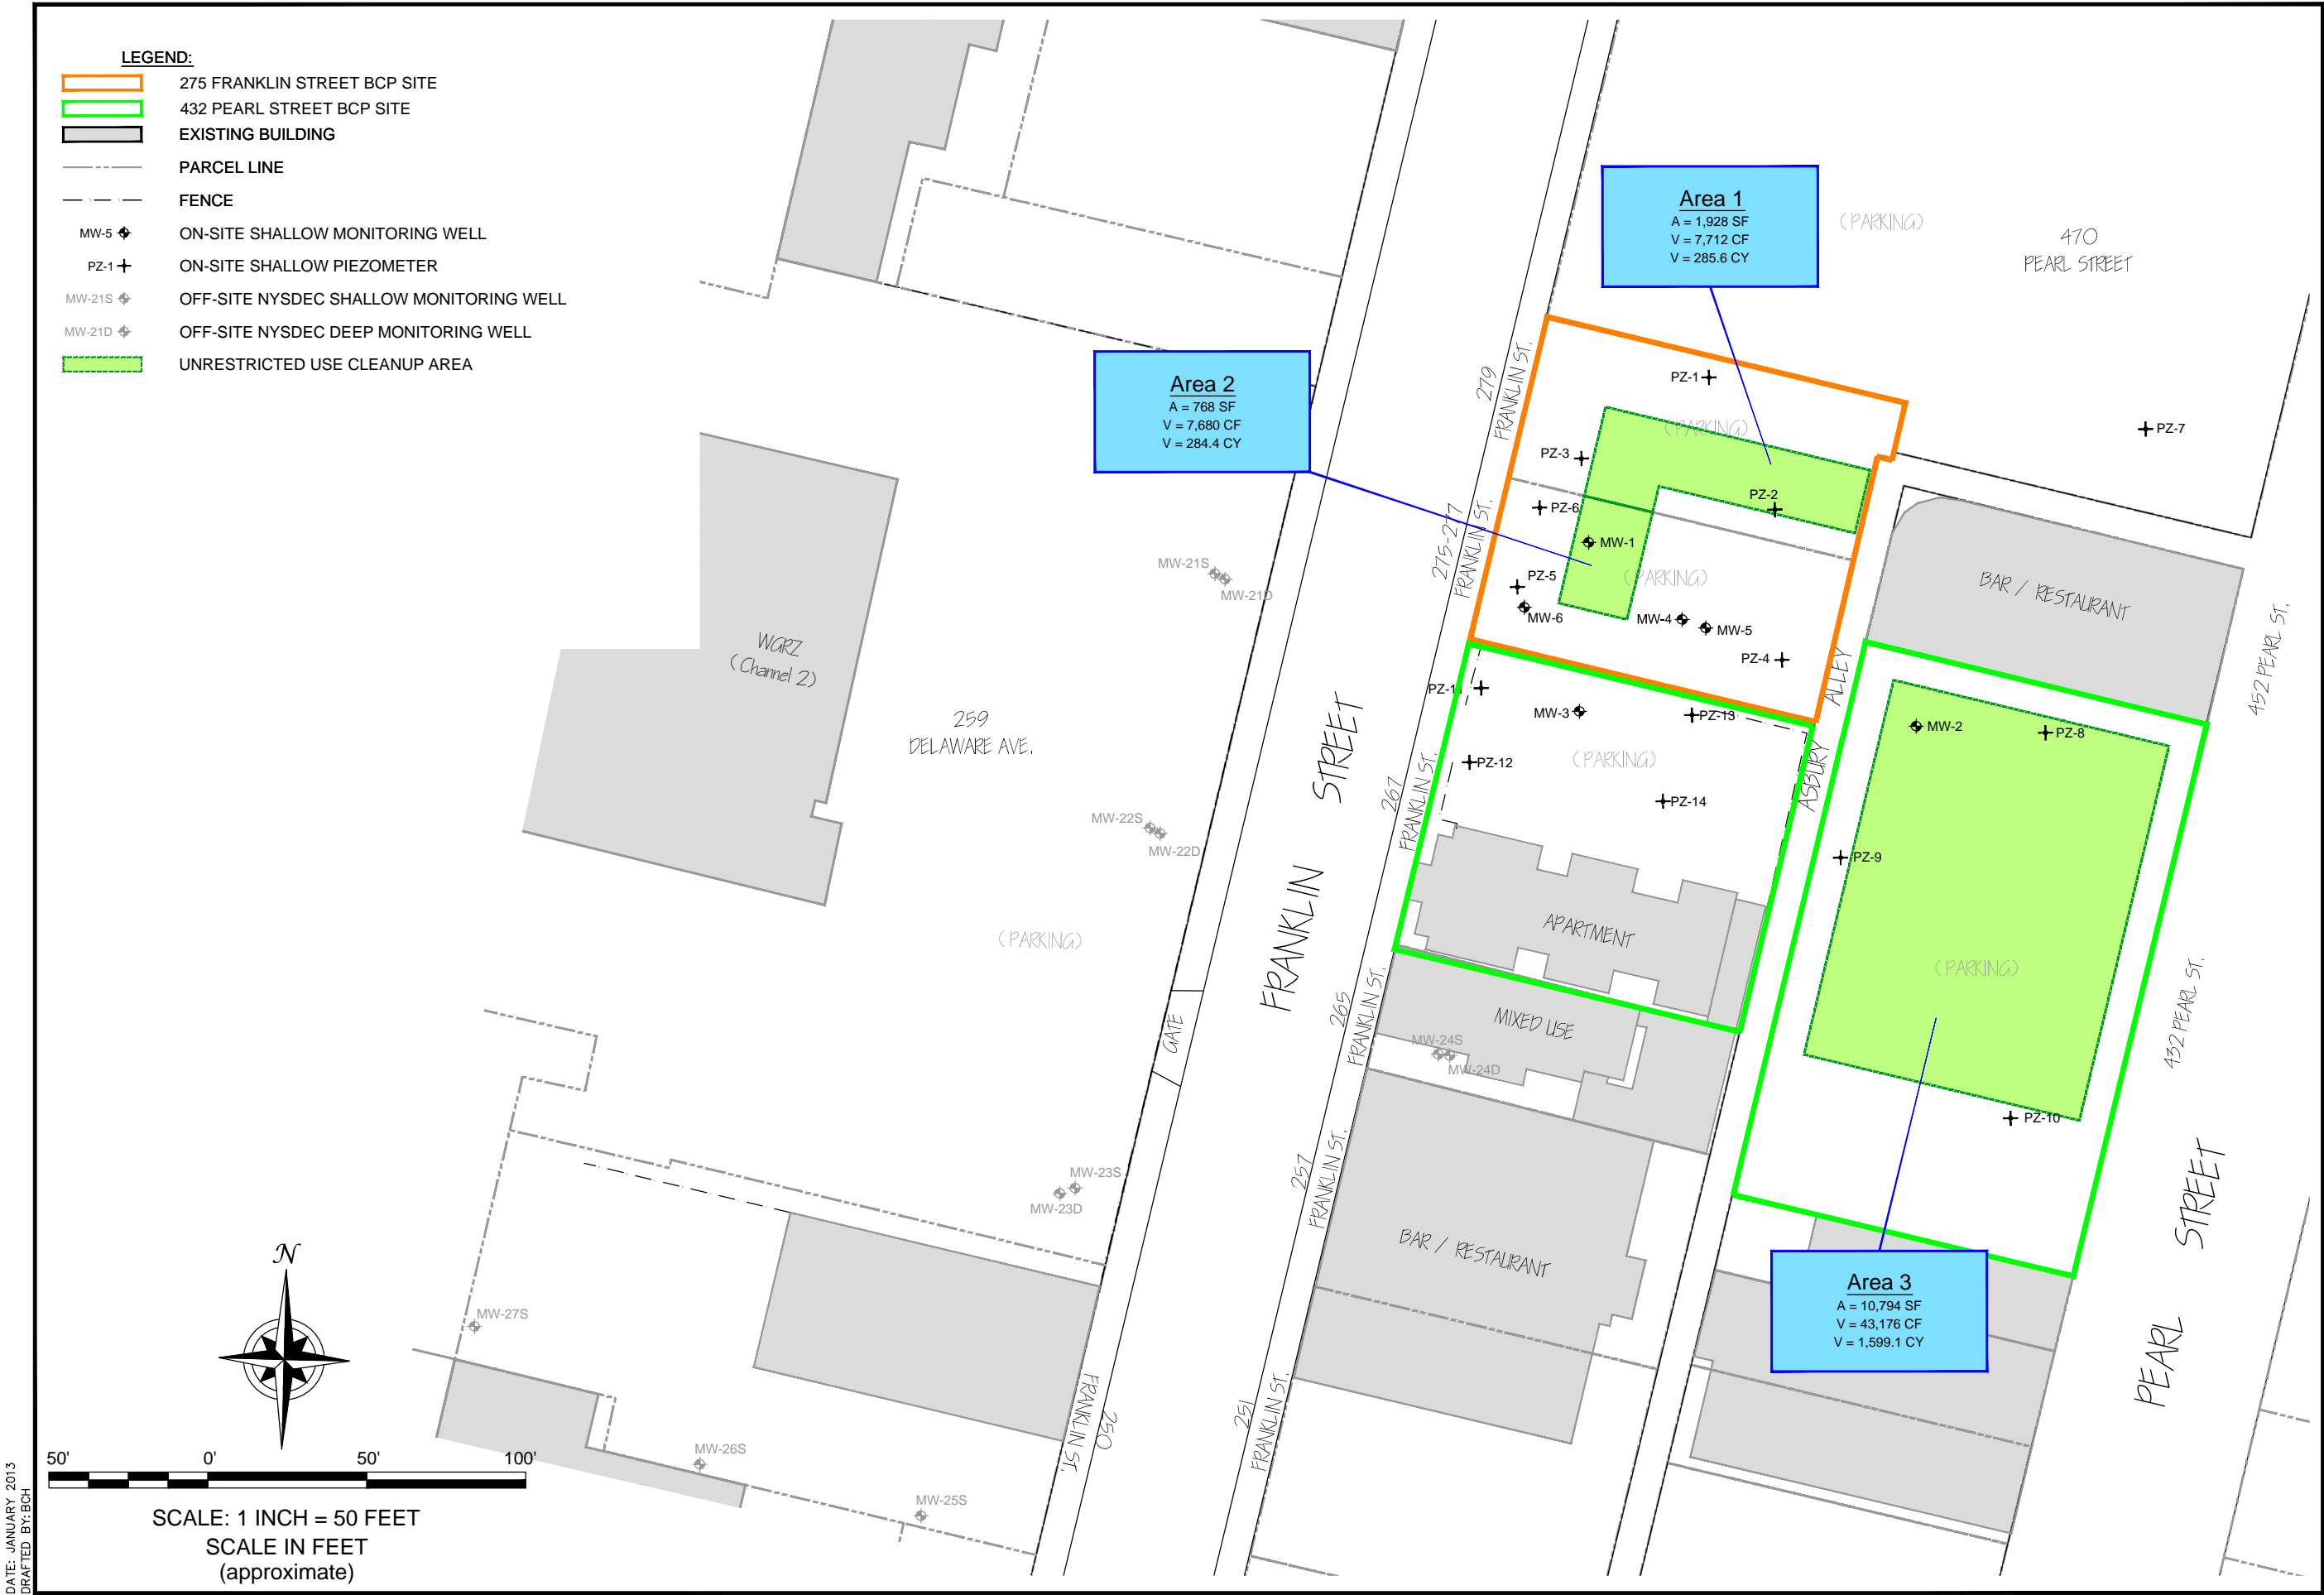 LEGEND:
275 FRANKLIN STREET BCP SITE
432 PEARL STREET BCP SITE
EXISTING BUILDING
PARCEL LINE
FENCE
MW-5 ON-SITE SHALLOW MONITORING WELL
PZ-1 ON-SITE SHALLOW PIEZOMETER
MW-21S OFF-SITE NYSDEC SHALLOW MONITORING WELL
MW-21D OFF-SITE NYSDEC DEEP MONITORING WELL
UNRESTRICTED USE CLEANUP AREA
Area 1
A = 1,928 SF
V = 7,712 CF
V = 285.6 CY
(PARKING)
470
PEARL STREET
Area 2
A = 768 SF
V = 7,680 CF
V = 284.4 CY
279
FRANKLIN ST.
PZ-1
(PARKING)
PZ-7
PZ-3
PZ-2
PZ-6
275-277
FRANKLIN ST.
MW-1
MW-21S
MW-21D
PZ-5
(PARKING)
MW-6
MW-4
MW-5
PZ-4
BAR / RESTAURANT
452 PEARL ST.
WGRZ
(Channel 2)
259
DELAWARE AVE.
PZ-11
MW-3
PZ-13
ASBURY ALLEY
MW-2
PZ-8
PZ-12
(PARKING)
PZ-14
267
FRANKLIN ST.
MW-22S
MW-22D
PZ-9
FRANKLIN STREET
APARTMENT
(PARKING)
(PARKING)
432 PEARL ST.
265
FRANKLIN ST.
MIXED USE
GATE
MW-24S
MW-24D
PZ-10
MW-23S
MW-23D
257
FRANKLIN ST.
BAR / RESTAURANT
PEARL STREET
Area 3
A = 10,794 SF
V = 43,176 CF
V = 1,599.1 CY
N
MW-27S
250
FRANKLIN ST.
251
FRANKLIN ST.
MW-26S
MW-25S
50' 0' 50' 100'
SCALE: 1 INCH = 50 FEET
SCALE IN FEET
(approximate)
DATE: JANUARY 2013
DRAFTED BY: BCH